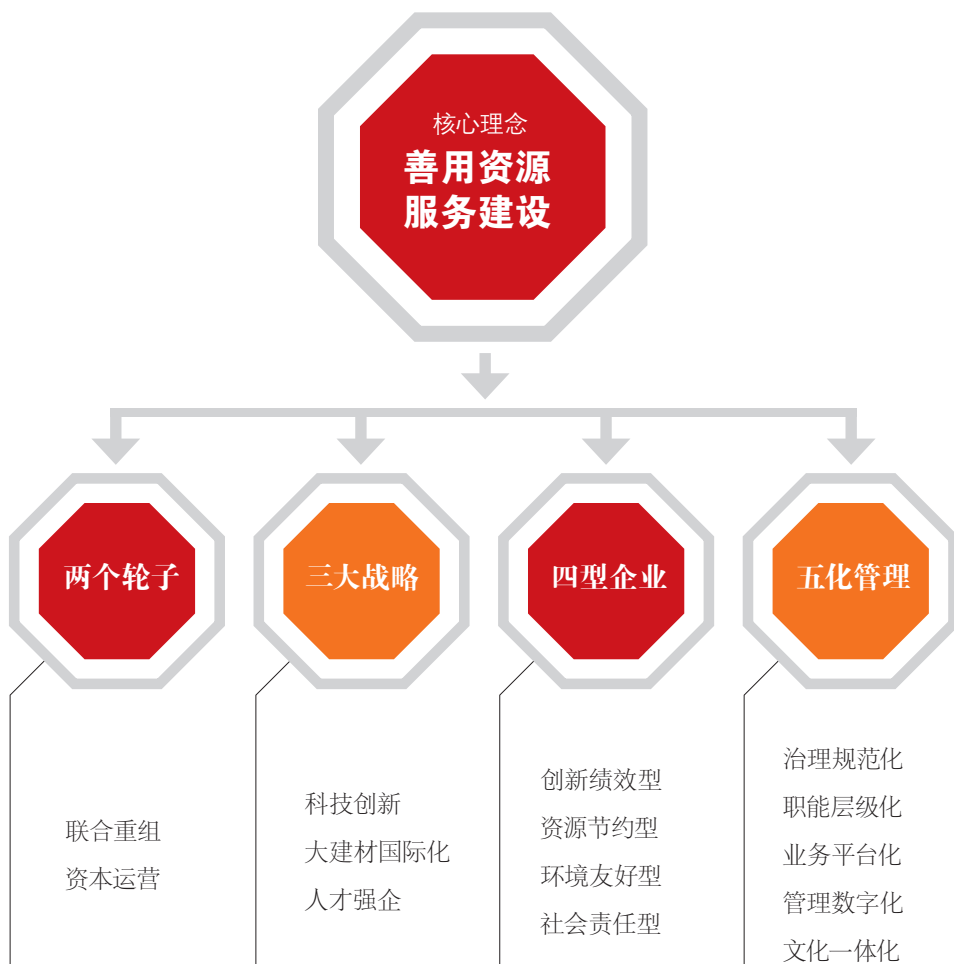 核心理念
善用资源
服务建设
两个轮子
三大战略
四型企业
五化管理
联合重组
资本运营
科技创新
大建材国际化
人才强企
创新绩效型
资源节约型
环境友好型
社会责任型
治理规范化
职能层级化
业务平台化
管理数字化
文化一体化